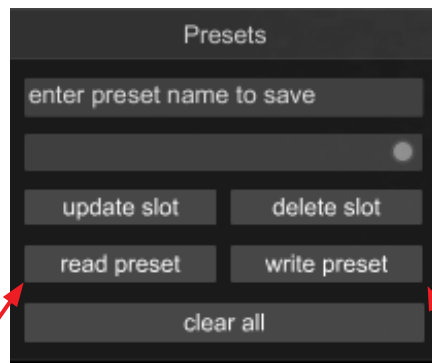 Presets
enter preset name to save
update slot delete slot
read preset write preset
clear all